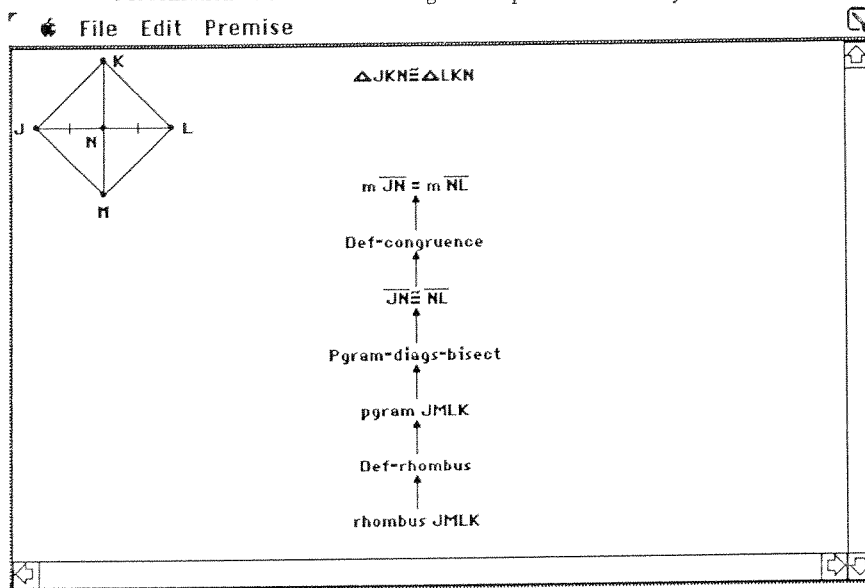 File Edit Premise
K
△JKN≅△LKN
J
N
L
M
m JN = m NL
Def-congruence
JN ≅ NL
Pgram-diags-bisect
pgram JMLK
Def-rhombus
rhombus JMLK